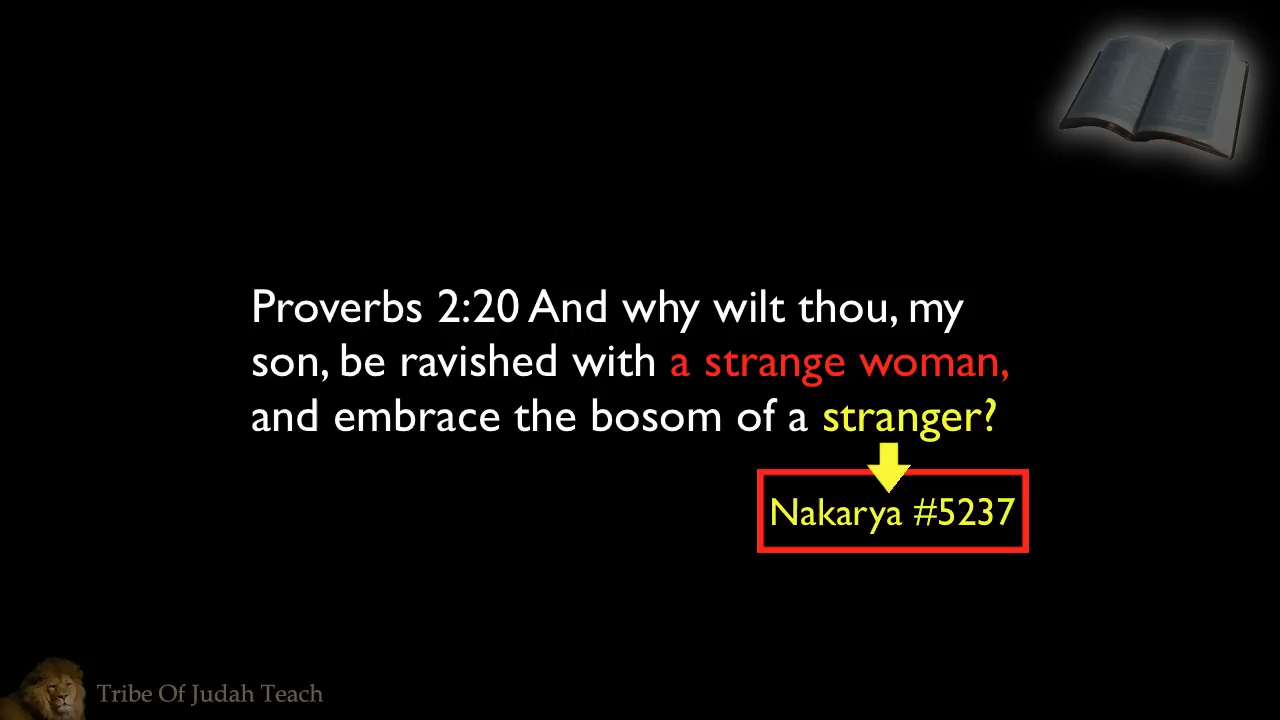 Proverbs 2:20 And why wilt thou, my
son, be ravished with a strange woman,
and embrace the bosom of a stranger?
Nakarya #5237
Tribe Of Judah Teach